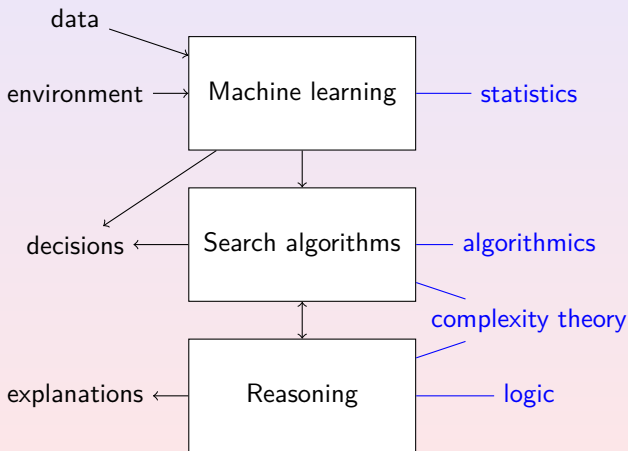 data
environment
Machine learning
statistics
decisions
Search algorithms
algorithmics
complexity theory
explanations
Reasoning
logic